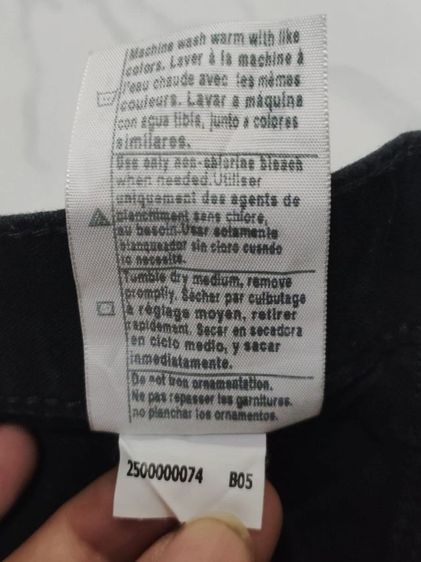 Machine wash warm with like
colors. Laver à la machine à
l'eau chaude avec les mêmes
couleurs. Lavar a máquina
con agua tibia, junto a colores
similares.
Use only non-chlorine bleach
when needed. Utiliser
uniquement des agents de
blanchiment sans chlore,
au besoin. Usar solamente
blanqueador sin cloro cuando
se necesite.
Tumble dry medium, remove
promptly. Sécher par culbutage
à réglage moyen, retirer
rapidement. Secar en secadora
en ciclo medio, y sacar
inmediatamente.
Do not iron ornamentation.
Ne pas repasser les garnitures.
no planchar los ornamentos.
2500000074 B05